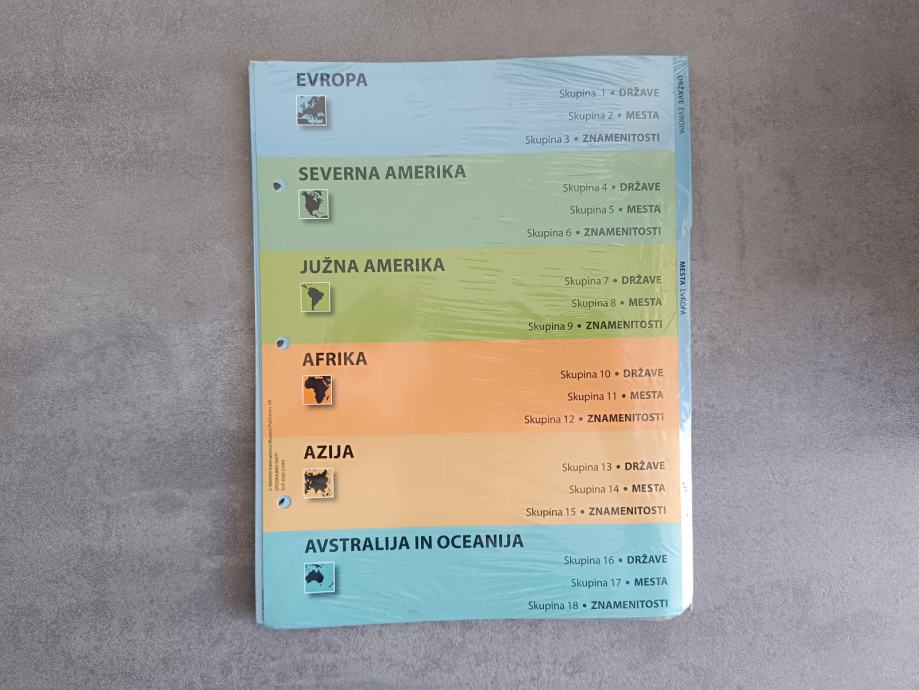 EVROPA
Skupina 1 • DRŽAVE
Skupina 2 • MESTA
Skupina 3 • ZNAMENITOSTI
SEVERNA AMERIKA
Skupina 4 • DRŽAVE
Skupina 5 • MESTA
Skupina 6 • ZNAMENITOSTI
JUŽNA AMERIKA
Skupina 7 • DRŽAVE
Skupina 8 • MESTA
Skupina 9 • ZNAMENITOSTI
AFRIKA
Skupina 10 • DRŽAVE
Skupina 11 • MESTA
Skupina 12 • ZNAMENITOSTI
AZIJA
Skupina 13 • DRŽAVE
Skupina 14 • MESTA
Skupina 15 • ZNAMENITOSTI
AVSTRALIJA IN OCEANIJA
Skupina 16 • DRŽAVE
Skupina 17 • MESTA
Skupina 18 • ZNAMENITOSTI
DRŽAVE EVROPA
MESTA EVROPA